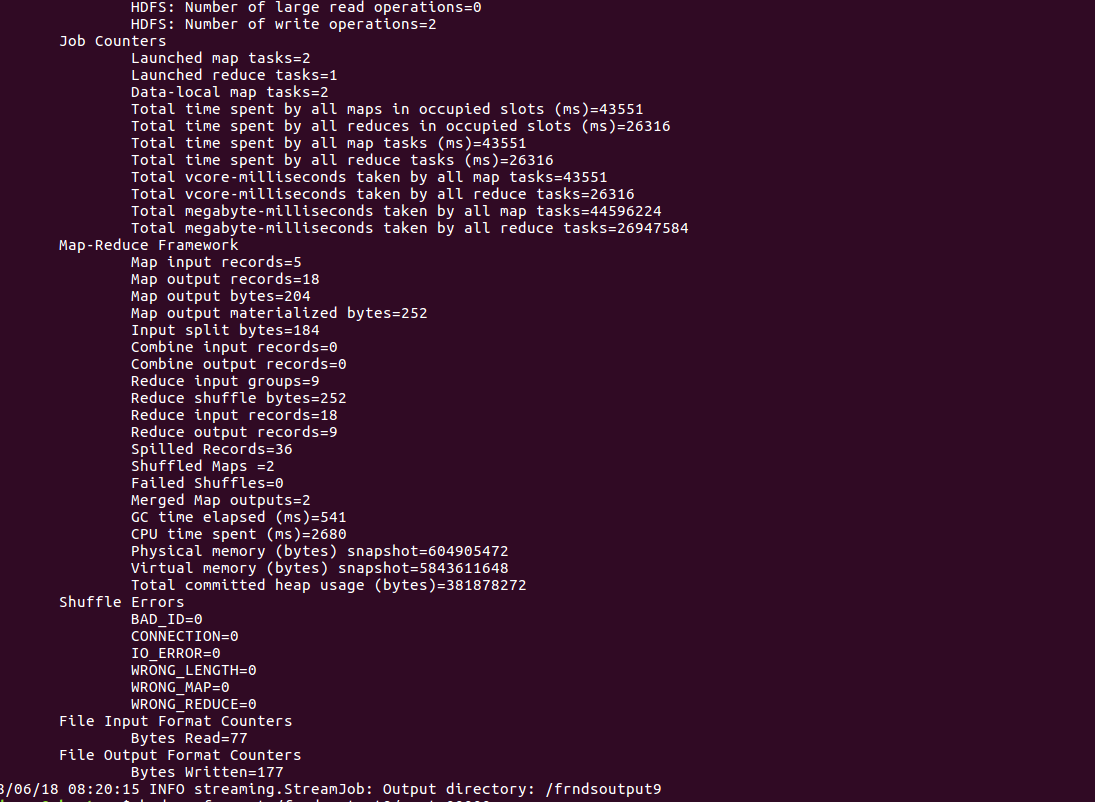 HDFS: Number of large read operations=0
HDFS: Number of write operations=2
Job Counters
Launched map tasks=2
Launched reduce tasks=1
Data-local map tasks=2
Total time spent by all maps in occupied slots (ms)=43551
Total time spent by all reduces in occupied slots (ms)=26316
Total time spent by all map tasks (ms)=43551
Total time spent by all reduce tasks (ms)=26316
Total vcore-milliseconds taken by all map tasks=43551
Total vcore-milliseconds taken by all reduce tasks=26316
Total megabyte-milliseconds taken by all map tasks=44596224
Total megabyte-milliseconds taken by all reduce tasks=26947584
Map-Reduce Framework
Map input records=5
Map output records=18
Map output bytes=204
Map output materialized bytes=252
Input split bytes=184
Combine input records=0
Combine output records=0
Reduce input groups=9
Reduce shuffle bytes=252
Reduce input records=18
Reduce output records=9
Spilled Records=36
Shuffled Maps =2
Failed Shuffles=0
Merged Map outputs=2
GC time elapsed (ms)=541
CPU time spent (ms)=2680
Physical memory (bytes) snapshot=604905472
Virtual memory (bytes) snapshot=5843611648
Total committed heap usage (bytes)=381878272
Shuffle Errors
BAD_ID=0
CONNECTION=0
IO_ERROR=0
WRONG_LENGTH=0
WRONG_MAP=0
WRONG_REDUCE=0
File Input Format Counters
Bytes Read=77
File Output Format Counters
Bytes Written=177
8/06/18 08:20:15 INFO streaming.StreamJob: Output directory: /frndsoutput9